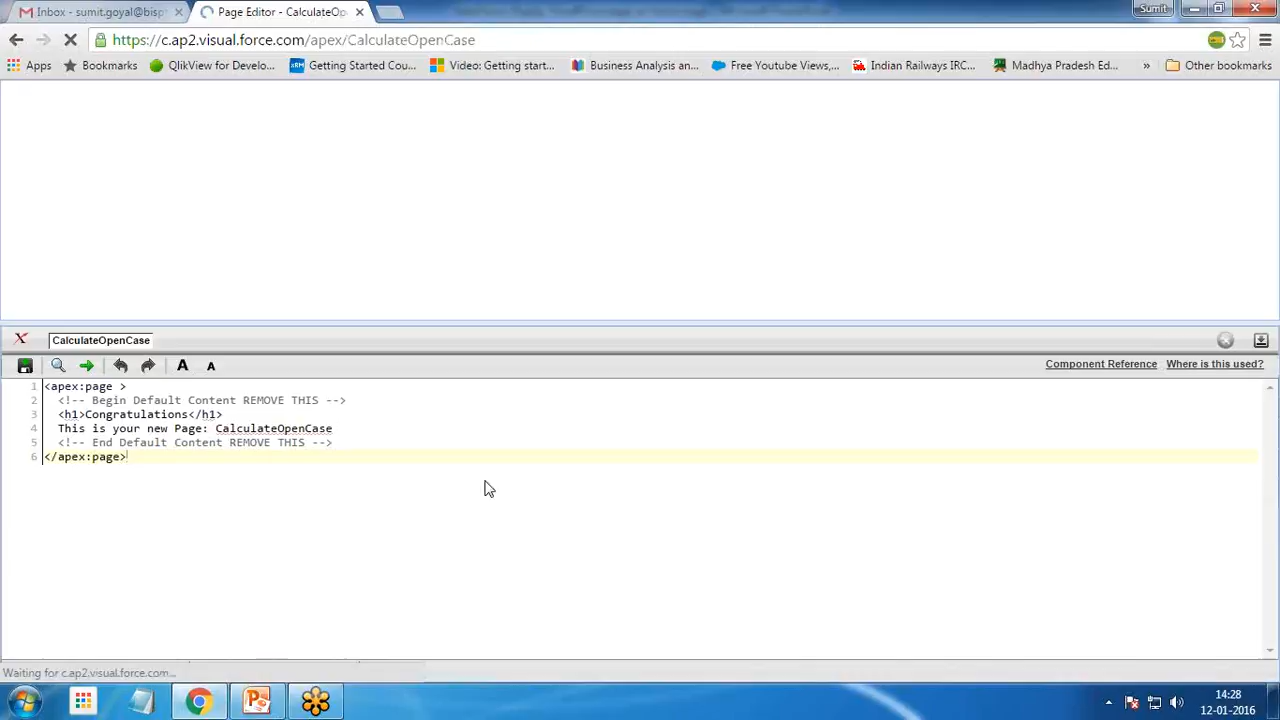 Inbox - sumit.goyal@bisp
Page Editor - CalculateOp
Sumit
https://c.ap2.visual.force.com/apex/CalculateOpenCase
Apps
Bookmarks
QlikView for Develo...
Getting Started Cou...
Video: Getting start...
Business Analysis an...
Free Youtube Views,...
Indian Railways IRC...
Madhya Pradesh Ed...
»
Other bookmarks
CalculateOpenCase
A
A
Component Reference
Where is this used?
1 <apex:page >
2 <!-- Begin Default Content REMOVE THIS -->
3 <h1>Congratulations</h1>
4 This is your new Page: CalculateOpenCase
5 <!-- End Default Content REMOVE THIS -->
6 </apex:page>
Waiting for c.ap2.visual.force.com...
14:28
12-01-2016